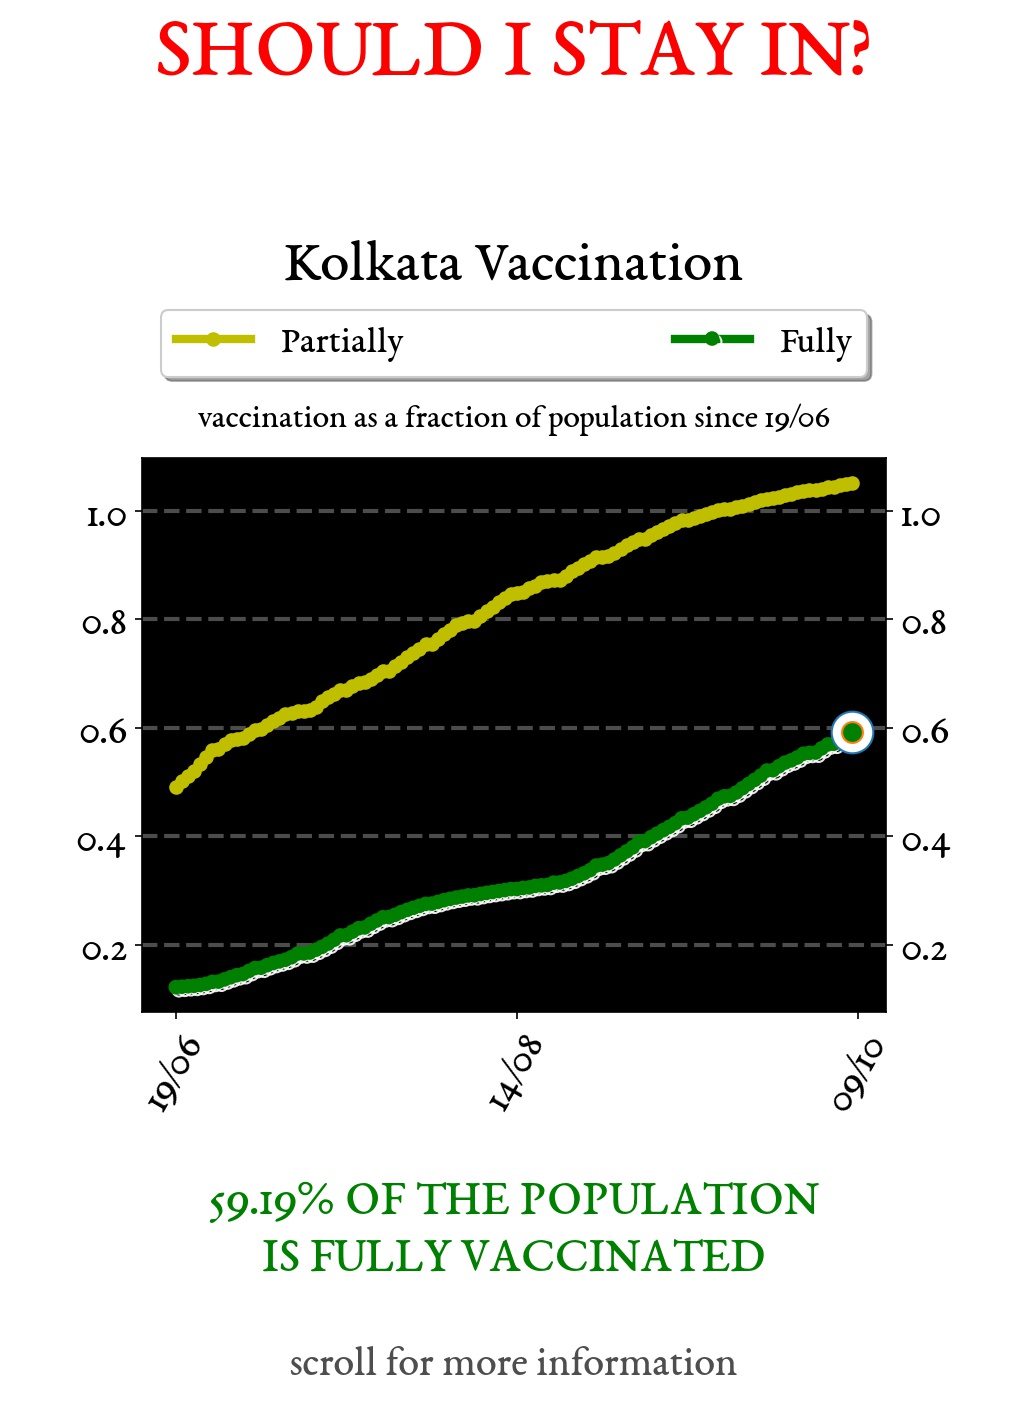 SHOULD I STAY IN?
Kolkata Vaccination
Partially
Fully
vaccination as a fraction of population since 19/06
1.0 1.0
0.8 0.8
0.6 0.6
0.4 0.4
0.2 0.2
19/06 14/08 09/10
59.19% OF THE POPULATION
IS FULLY VACCINATED
scroll for more information